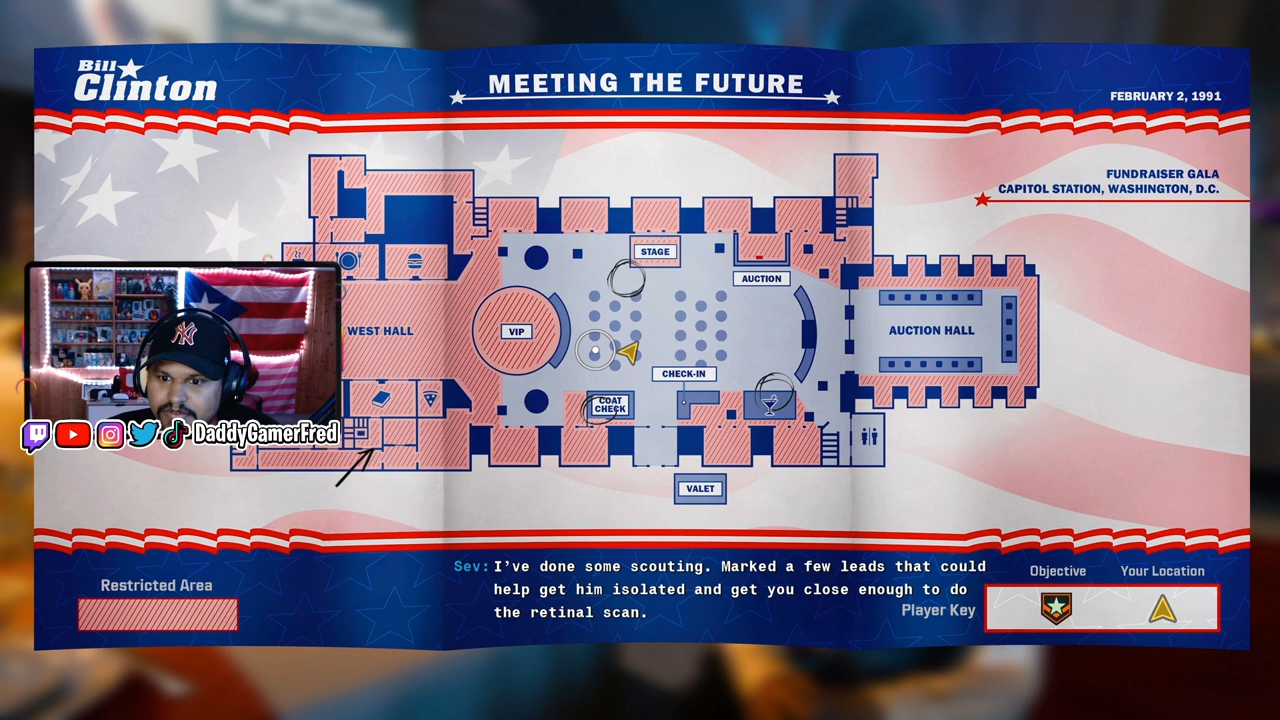 Bill
Clinton
MEETING THE FUTURE
FEBRUARY 2, 1991
FUNDRAISER GALA
CAPITOL STATION, WASHINGTON, D.C.
STAGE
AUCTION
WEST HALL
VIP
AUCTION HALL
CHECK-IN
COAT
CHECK
DaddyGamerFred
VALET
Sev: I've done some scouting. Marked a few leads that could
help get him isolated and get you close enough to do
the retinal scan.
Restricted Area
Objective
Your Location
Player Key